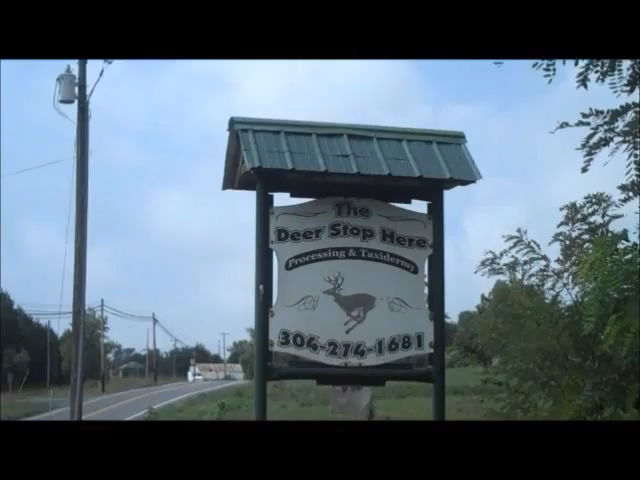 The
Deer Stop Here
Processing & Taxidermy
304-274-1681